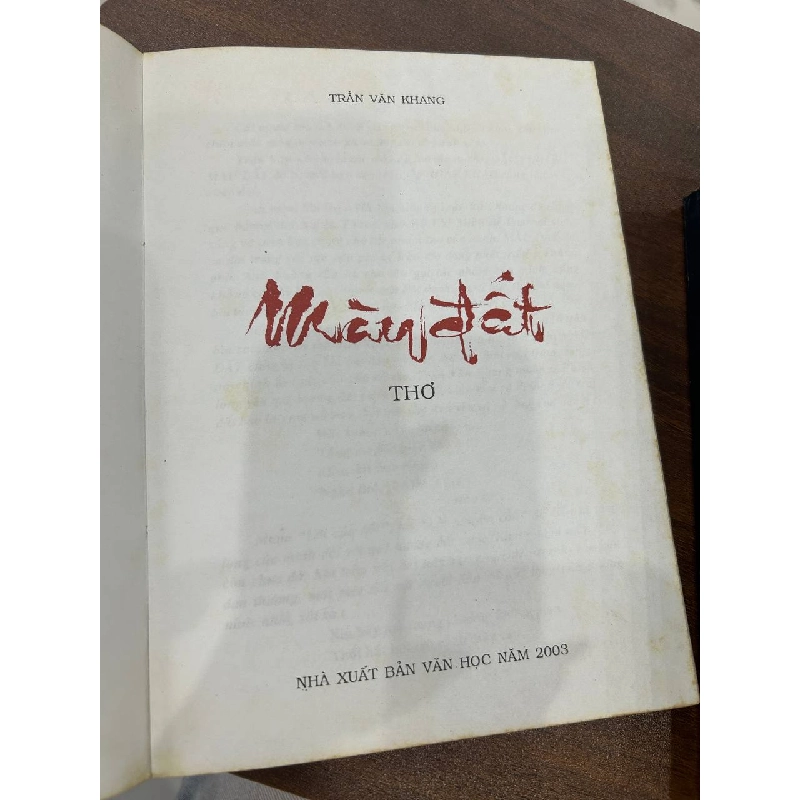 TRẦN VĂN KHANG
Màu đất
THƠ
NHÀ XUẤT BẢN VĂN HỌC NĂM 2003